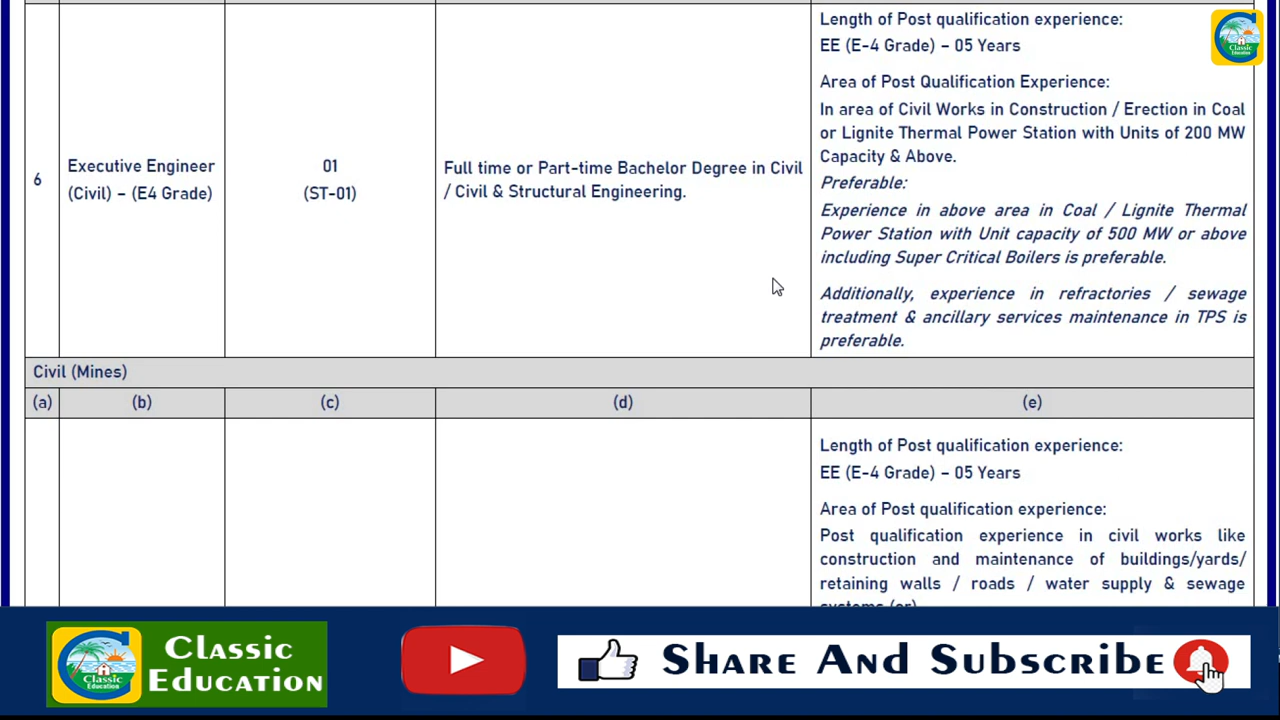 Length of Post qualification experience:
EE (E-4 Grade) – 05 Years
Area of Post Qualification Experience:
In area of Civil Works in Construction / Erection in Coal
or Lignite Thermal Power Station with Units of 200 MW
Capacity & Above.
Preferable:
Experience in above area in Coal / Lignite Thermal
Power Station with Unit capacity of 500 MW or above
including Super Critical Boilers is preferable.
Additionally, experience in refractories / sewage
treatment & ancillary services maintenance in TPS is
preferable.
6
Executive Engineer
(Civil) – (E4 Grade)
01
(ST-01)
Full time or Part-time Bachelor Degree in Civil
/ Civil & Structural Engineering.
Civil (Mines)
(a)
(b)
(c)
(d)
(e)
Length of Post qualification experience:
EE (E-4 Grade) – 05 Years
Area of Post qualification experience:
Post qualification experience in civil works like
construction and maintenance of buildings/yards/
retaining walls / roads / water supply & sewage
systems (or)
Classic
Education
Classic
Education
Classic
Education
Share And Subscribe